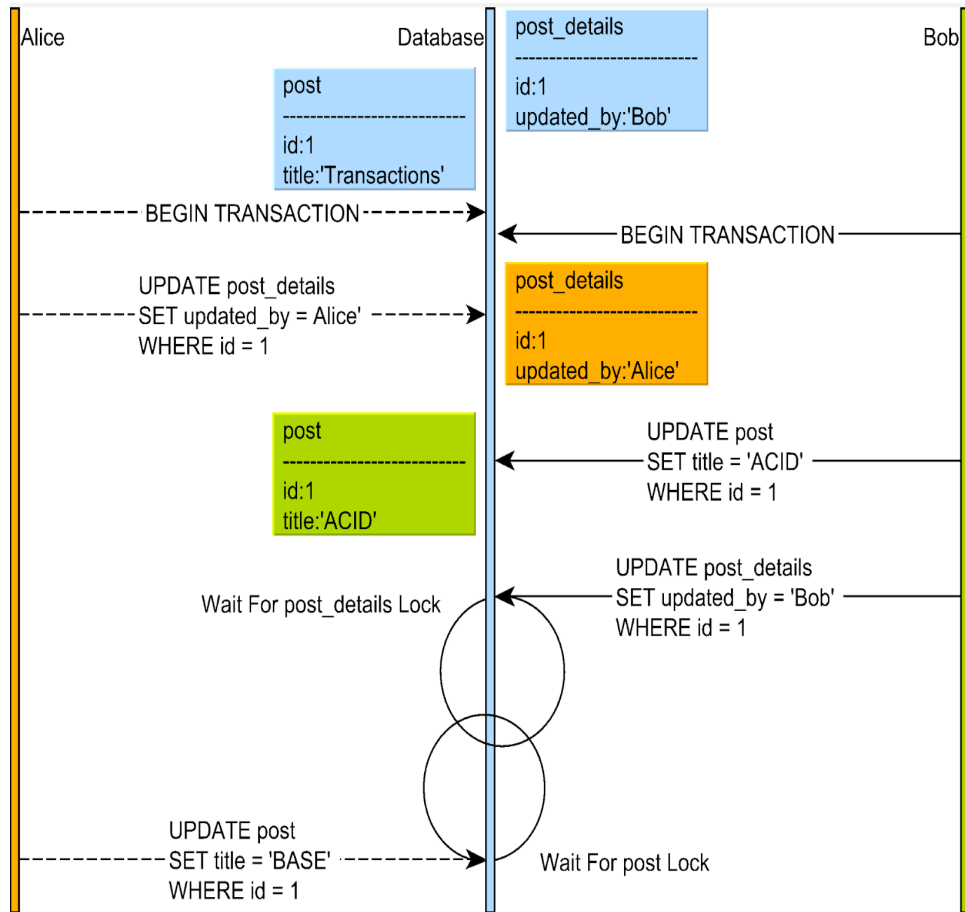 Alice
Database
post_details
---------------------------
id:1
updated_by:'Bob'
Bob
post
---------------------------
id:1
title:'Transactions'
BEGIN TRANSACTION
BEGIN TRANSACTION
UPDATE post_details
SET updated_by = Alice'
WHERE id = 1
post_details
---------------------------
id:1
updated_by:'Alice'
post
---------------------------
id:1
title:'ACID'
UPDATE post
SET title = 'ACID'
WHERE id = 1
UPDATE post_details
SET updated_by = 'Bob'
WHERE id = 1
Wait For post_details Lock
UPDATE post
SET title = 'BASE'
WHERE id = 1
Wait For post Lock